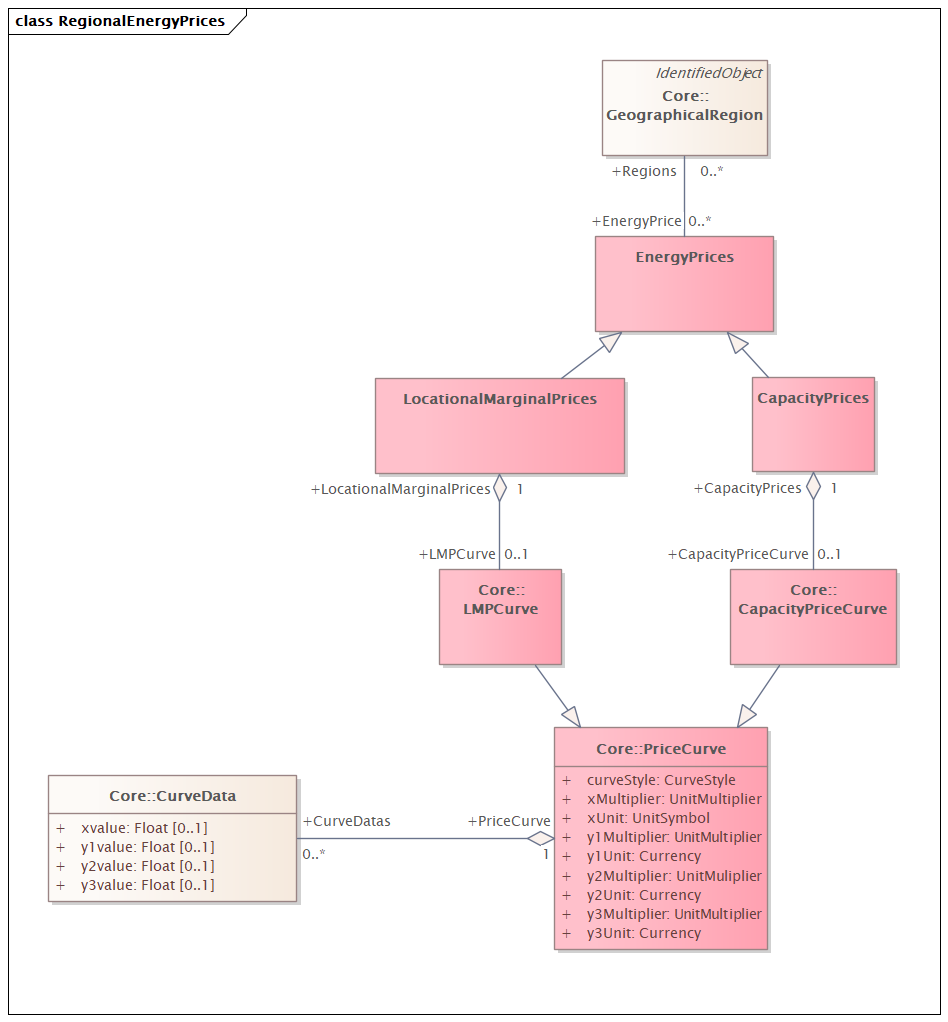 class RegionalEnergyPrices
IdentifiedObject
Core::
GeographicalRegion
+Regions 0..*
+EnergyPrice 0..*
EnergyPrices
LocationalMarginalPrices
CapacityPrices
+LocationalMarginalPrices 1
+CapacityPrices 1
+LMPCurve 0..1
+CapacityPriceCurve 0..1
Core::
LMPCurve
Core::
CapacityPriceCurve
Core::PriceCurve
+ curveStyle: CurveStyle
+ xMultiplier: UnitMultiplier
+ xUnit: UnitSymbol
+ y1Multiplier: UnitMultiplier
+ y1Unit: Currency
+ y2Multiplier: UnitMuliplier
+ y2Unit: Currency
+ y3Multiplier: UnitMultiplier
+ y3Unit: Currency
Core::CurveData
+ xvalue: Float [0..1]
+ y1value: Float [0..1]
+ y2value: Float [0..1]
+ y3value: Float [0..1]
+CurveDatas
0..*
+PriceCurve
1